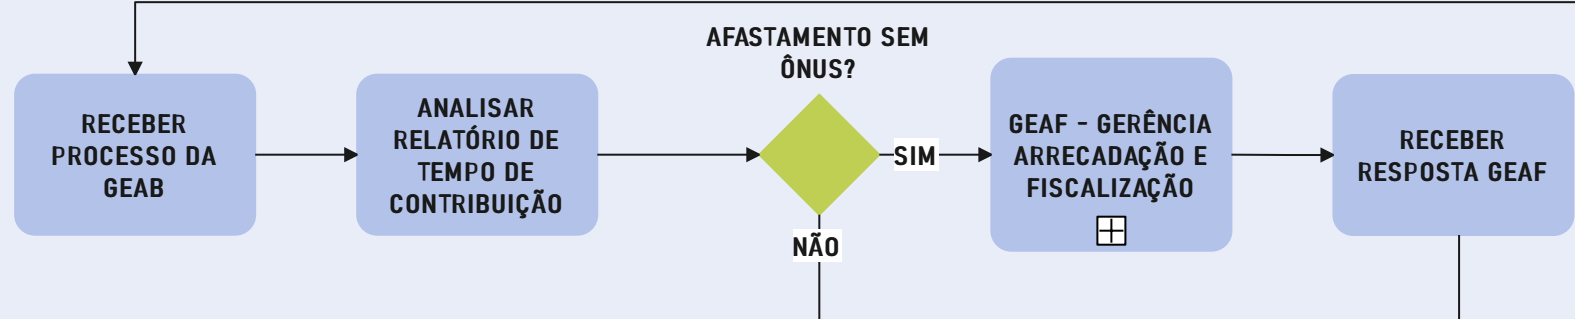 RECEBER
PROCESSO DA
GEAB
ANALISAR
RELATÓRIO DE
TEMPO DE
CONTRIBUIÇÃO
AFASTAMENTO SEM
ÔNUS?
SIM
NÃO
GEAF - GERÊNCIA
ARRECADAÇÃO E
FISCALIZAÇÃO
RECEBER
RESPOSTA GEAF